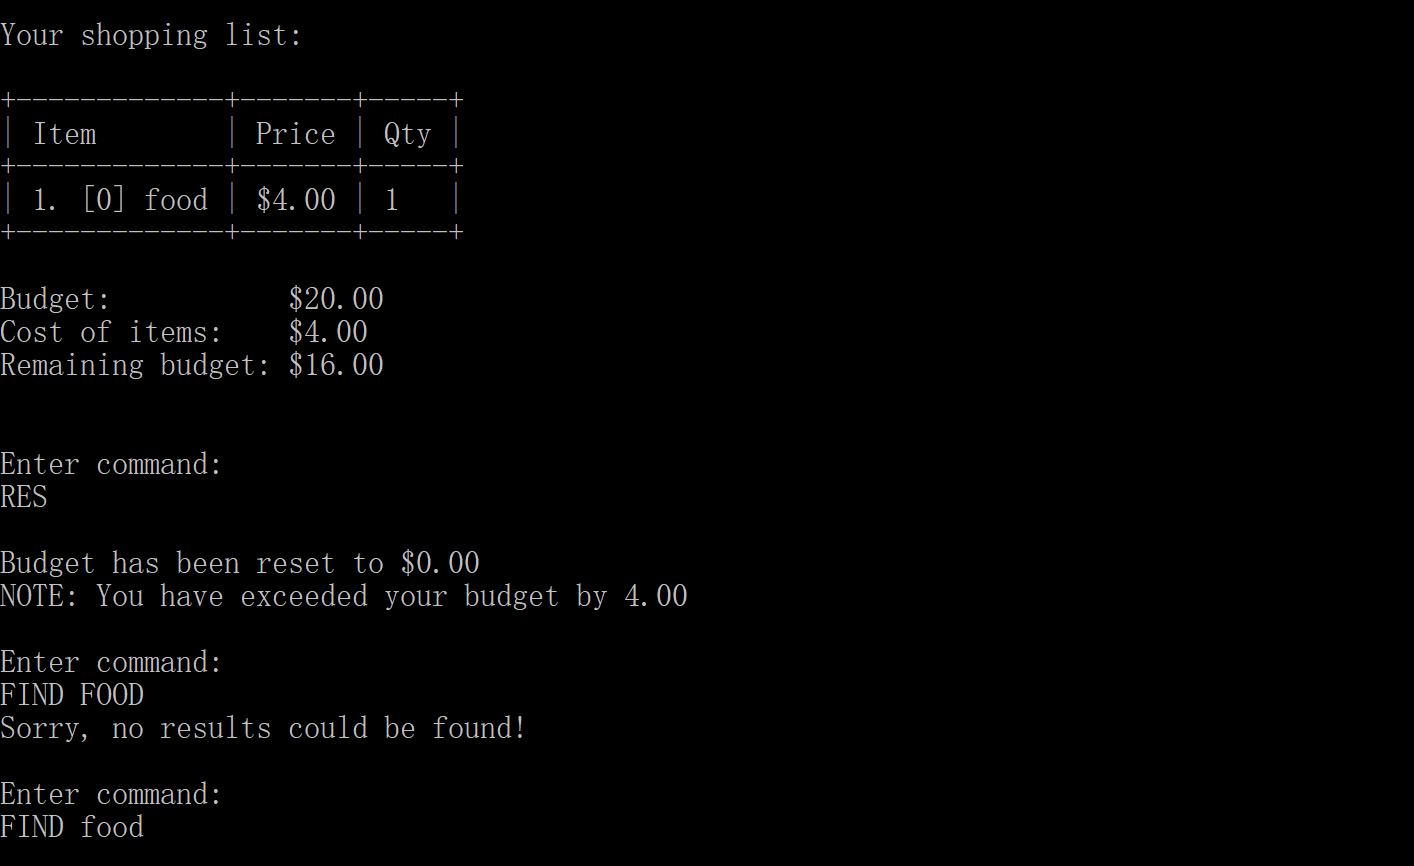 Your shopping list:
+-------------+-------+-----+
| Item        | Price | Qty |
+-------------+-------+-----+
| 1. [0] food | $4.00 | 1   |
+-------------+-------+-----+
Budget:           $20.00
Cost of items:    $4.00
Remaining budget: $16.00
Enter command:
RES
Budget has been reset to $0.00
NOTE: You have exceeded your budget by 4.00
Enter command:
FIND FOOD
Sorry, no results could be found!
Enter command:
FIND food